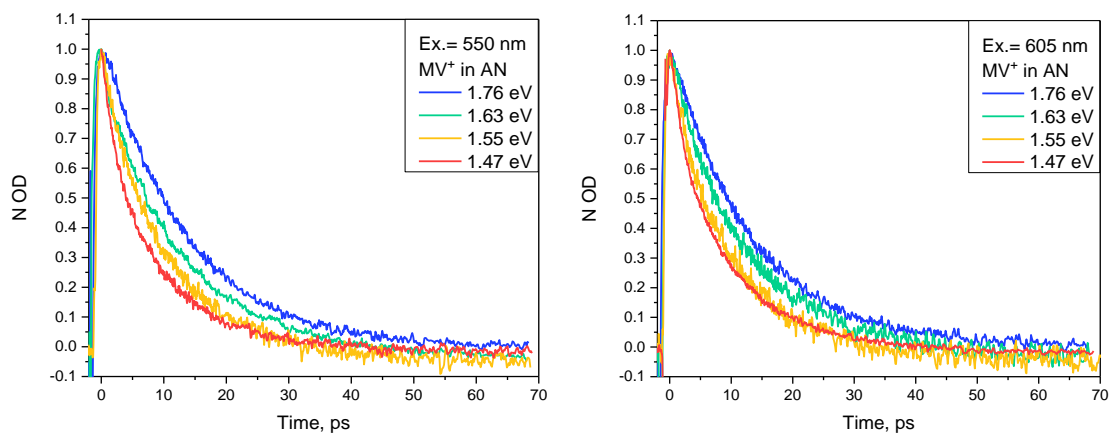 1.1
1.0
0.9
0.8
0.7
0.6
0.5
0.4
0.3
0.2
0.1
0.0
-0.1
N OD
0
10
20
30
40
50
60
70
Time, ps
Ex.= 550 nm
MV⁺ in AN
1.76 eV
1.63 eV
1.55 eV
1.47 eV
1.1
1.0
0.9
0.8
0.7
0.6
0.5
0.4
0.3
0.2
0.1
0.0
-0.1
N OD
0
10
20
30
40
50
60
70
Time, ps
Ex.= 605 nm
MV⁺ in AN
1.76 eV
1.63 eV
1.55 eV
1.47 eV